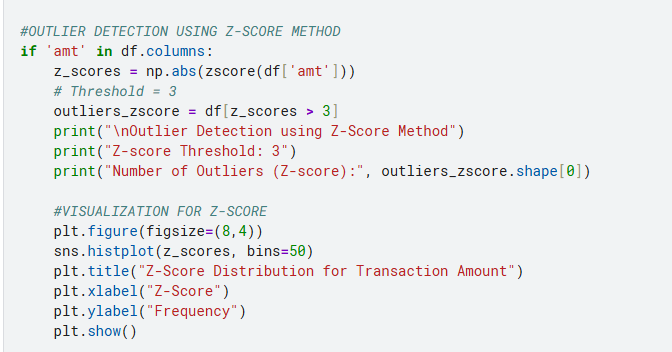 #OUTLIER DETECTION USING Z-SCORE METHOD
if 'amt' in df.columns:
    z_scores = np.abs(zscore(df['amt']))
    # Threshold = 3
    outliers_zscore = df[z_scores > 3]
    print("\nOutlier Detection using Z-Score Method")
    print("Z-score Threshold: 3")
    print("Number of Outliers (Z-score):", outliers_zscore.shape[0])

    #VISUALIZATION FOR Z-SCORE
    plt.figure(figsize=(8,4))
    sns.histplot(z_scores, bins=50)
    plt.title("Z-Score Distribution for Transaction Amount")
    plt.xlabel("Z-Score")
    plt.ylabel("Frequency")
    plt.show()